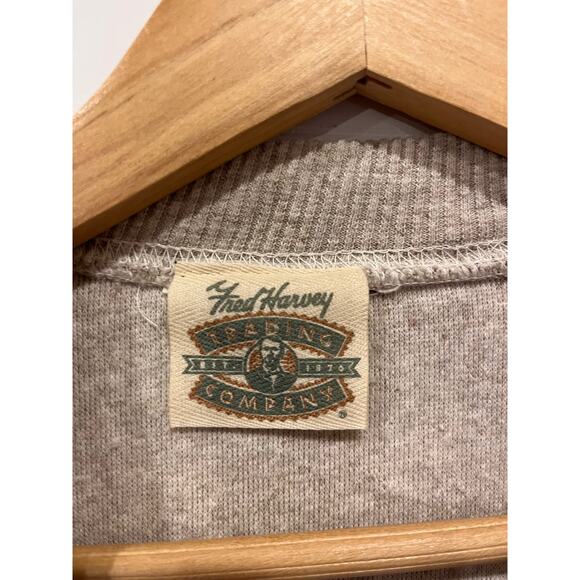 Fred Harvey
TRADING
EST. 1876
COMPANY
®